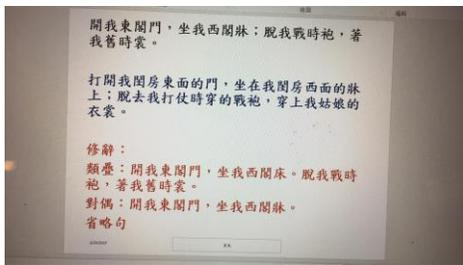 開我東閣門，坐我西閣牀；脫我戰時袍，著
我舊時裳。
打開我閨房東面的門，坐在我閨房西面的牀
上；脫去我打仗時穿的戰袍，穿上我姑娘的
衣裳。
修辭：
類疊：開我東閣門，坐我西閣床。脫我戰時
袍，著我舊時裳。
對偶：開我東閣門，坐我西閣牀。
省略句